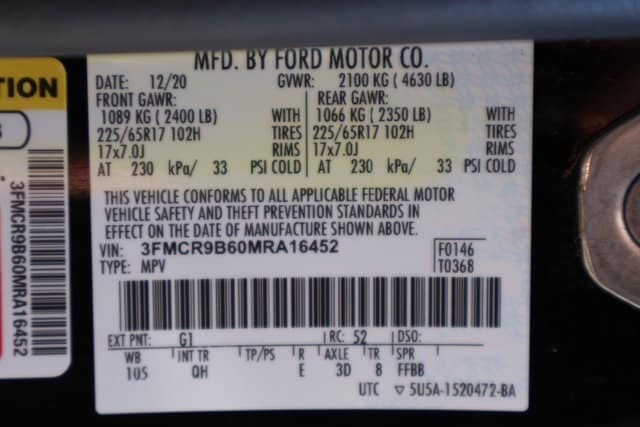 MFD. BY FORD MOTOR CO.
DATE: 12/20 GVWR: 2100 KG ( 4630 LB)
FRONT GAWR: REAR GAWR:
1089 KG ( 2400 LB) WITH 1066 KG ( 2350 LB) WITH
225/65R17 102H TIRES 225/65R17 102H TIRES
17x7.0J RIMS 17x7.0J RIMS
AT 230 kPa/ 33 PSI COLD AT 230 kPa/ 33 PSI COLD
THIS VEHICLE CONFORMS TO ALL APPLICABLE FEDERAL MOTOR
VEHICLE SAFETY AND THEFT PREVENTION STANDARDS IN
EFFECT ON THE DATE OF MANUFACTURE SHOWN ABOVE.
VIN: 3FMCR9B60MRA16452 F0146
TYPE: MPV T0368
EXT PNT: G1 RC: 52 DSO:
WB INT TR TP/PS R AXLE TR SPR
105 QH E 3D 8 FFBB
UTC ▽ 5U5A-1520472-BA
TION
3FMCR9B60MRA16452